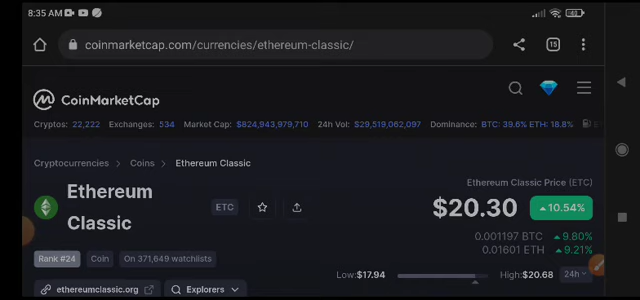 8:35 AM
15
coinmarketcap.com/currencies/ethereum-classic/
CoinMarketCap
Cryptos: 22,222 Exchanges: 534 Market Cap: $824,943,979,710 24h Vol: $29,519,062,097 Dominance: BTC: 39.6% ETH: 18.8%
Cryptocurrencies > Coins > Ethereum Classic
Ethereum Classic Price (ETC)
Ethereum
Classic
ETC
$20.30
10.54%
0.001197 BTC 9.80%
0.01601 ETH 9.21%
Rank #24 Coin On 371,649 watchlists
Low:$17.94 High:$20.68 24h
ethereumclassic.org Explorers